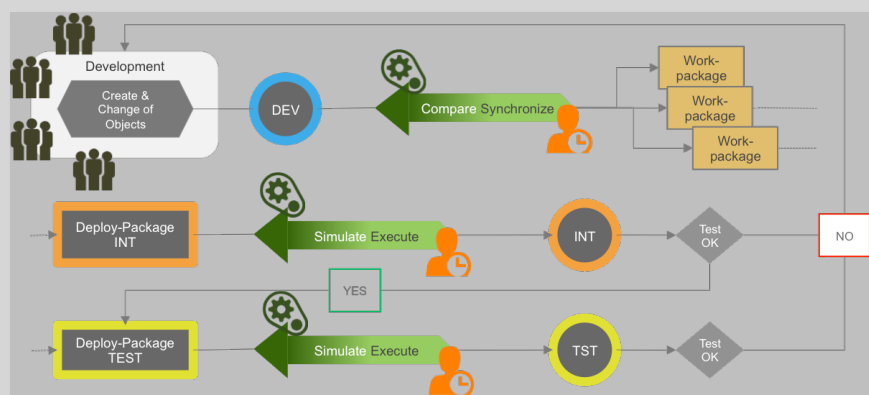 Development
Create &
Change of
Objects
DEV
Compare Synchronize
Work-
package
Work-
package
Work-
package
Deploy-Package
INT
Simulate Execute
INT
Test
OK
NO
YES
Deploy-Package
TEST
Simulate Execute
TST
Test
OK